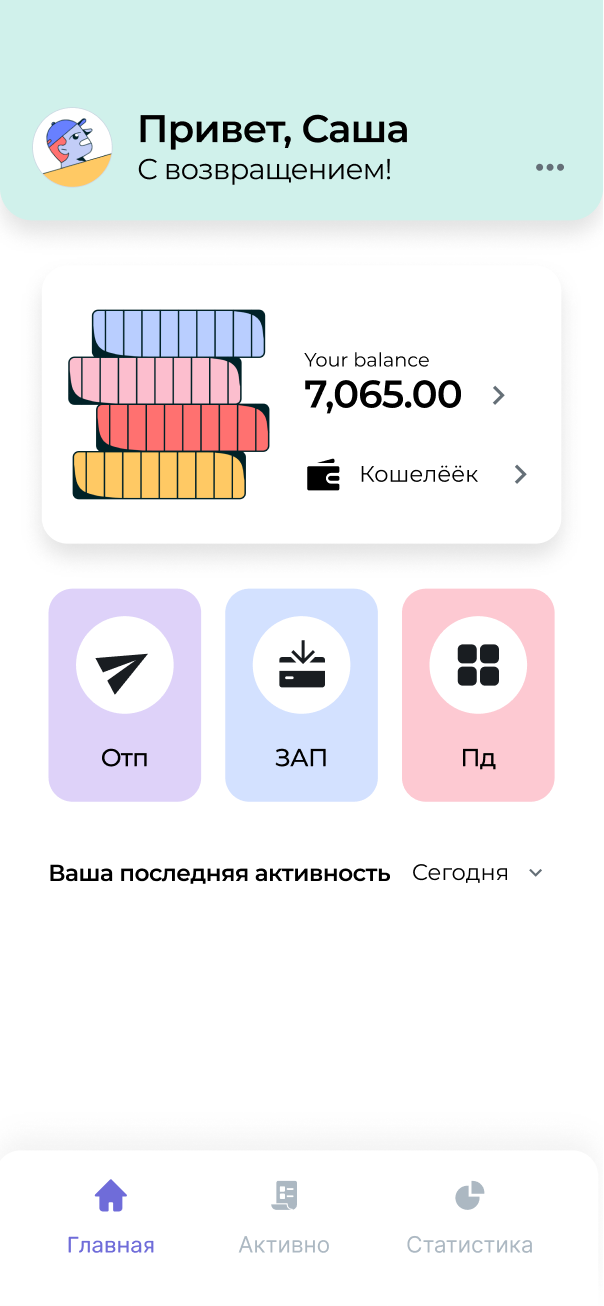 Привет, Саша
С возвращением!
Your balance
7,065.00
Кошелёёк
Отп
ЗАП
Пд
Ваша последняя активность
Сегодня
Главная
Активно
Статистика